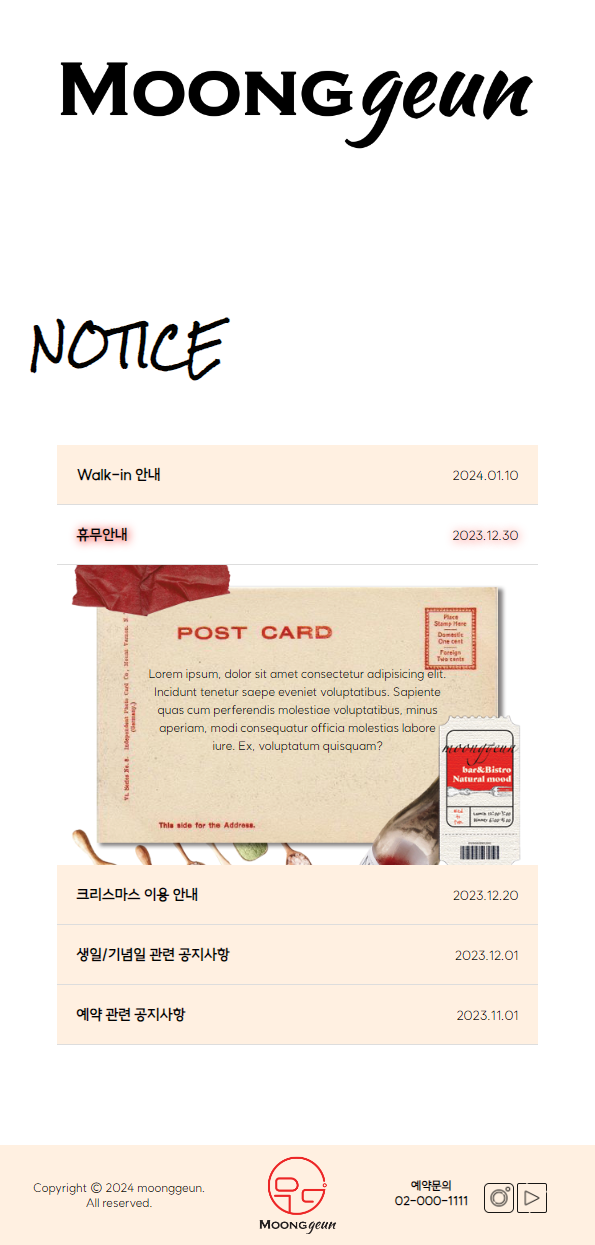 Moonggeun
NOTICE
Walk-in 안내 2024.01.10
휴무안내 2023.12.30
POST CARD
Place
Stamp Here
Domestic
One cent
Foreign
Two cents
Lorem ipsum, dolor sit amet consectetur adipisicing elit.
Incidunt tenetur saepe eveniet voluptatibus. Sapiente
quas cum perferendis molestiae voluptatibus, minus
aperiam, modi consequatur officia molestias labore
iure. Ex, voluptatum quisquam?
moonggeun
bar&Bistro
Natural mood
This side for the Address.
크리스마스 이용 안내 2023.12.20
생일/기념일 관련 공지사항 2023.12.01
예약 관련 공지사항 2023.11.01
Copyright © 2024 moonggeun.
All reserved.
Moonggeun
예약문의
02-000-1111